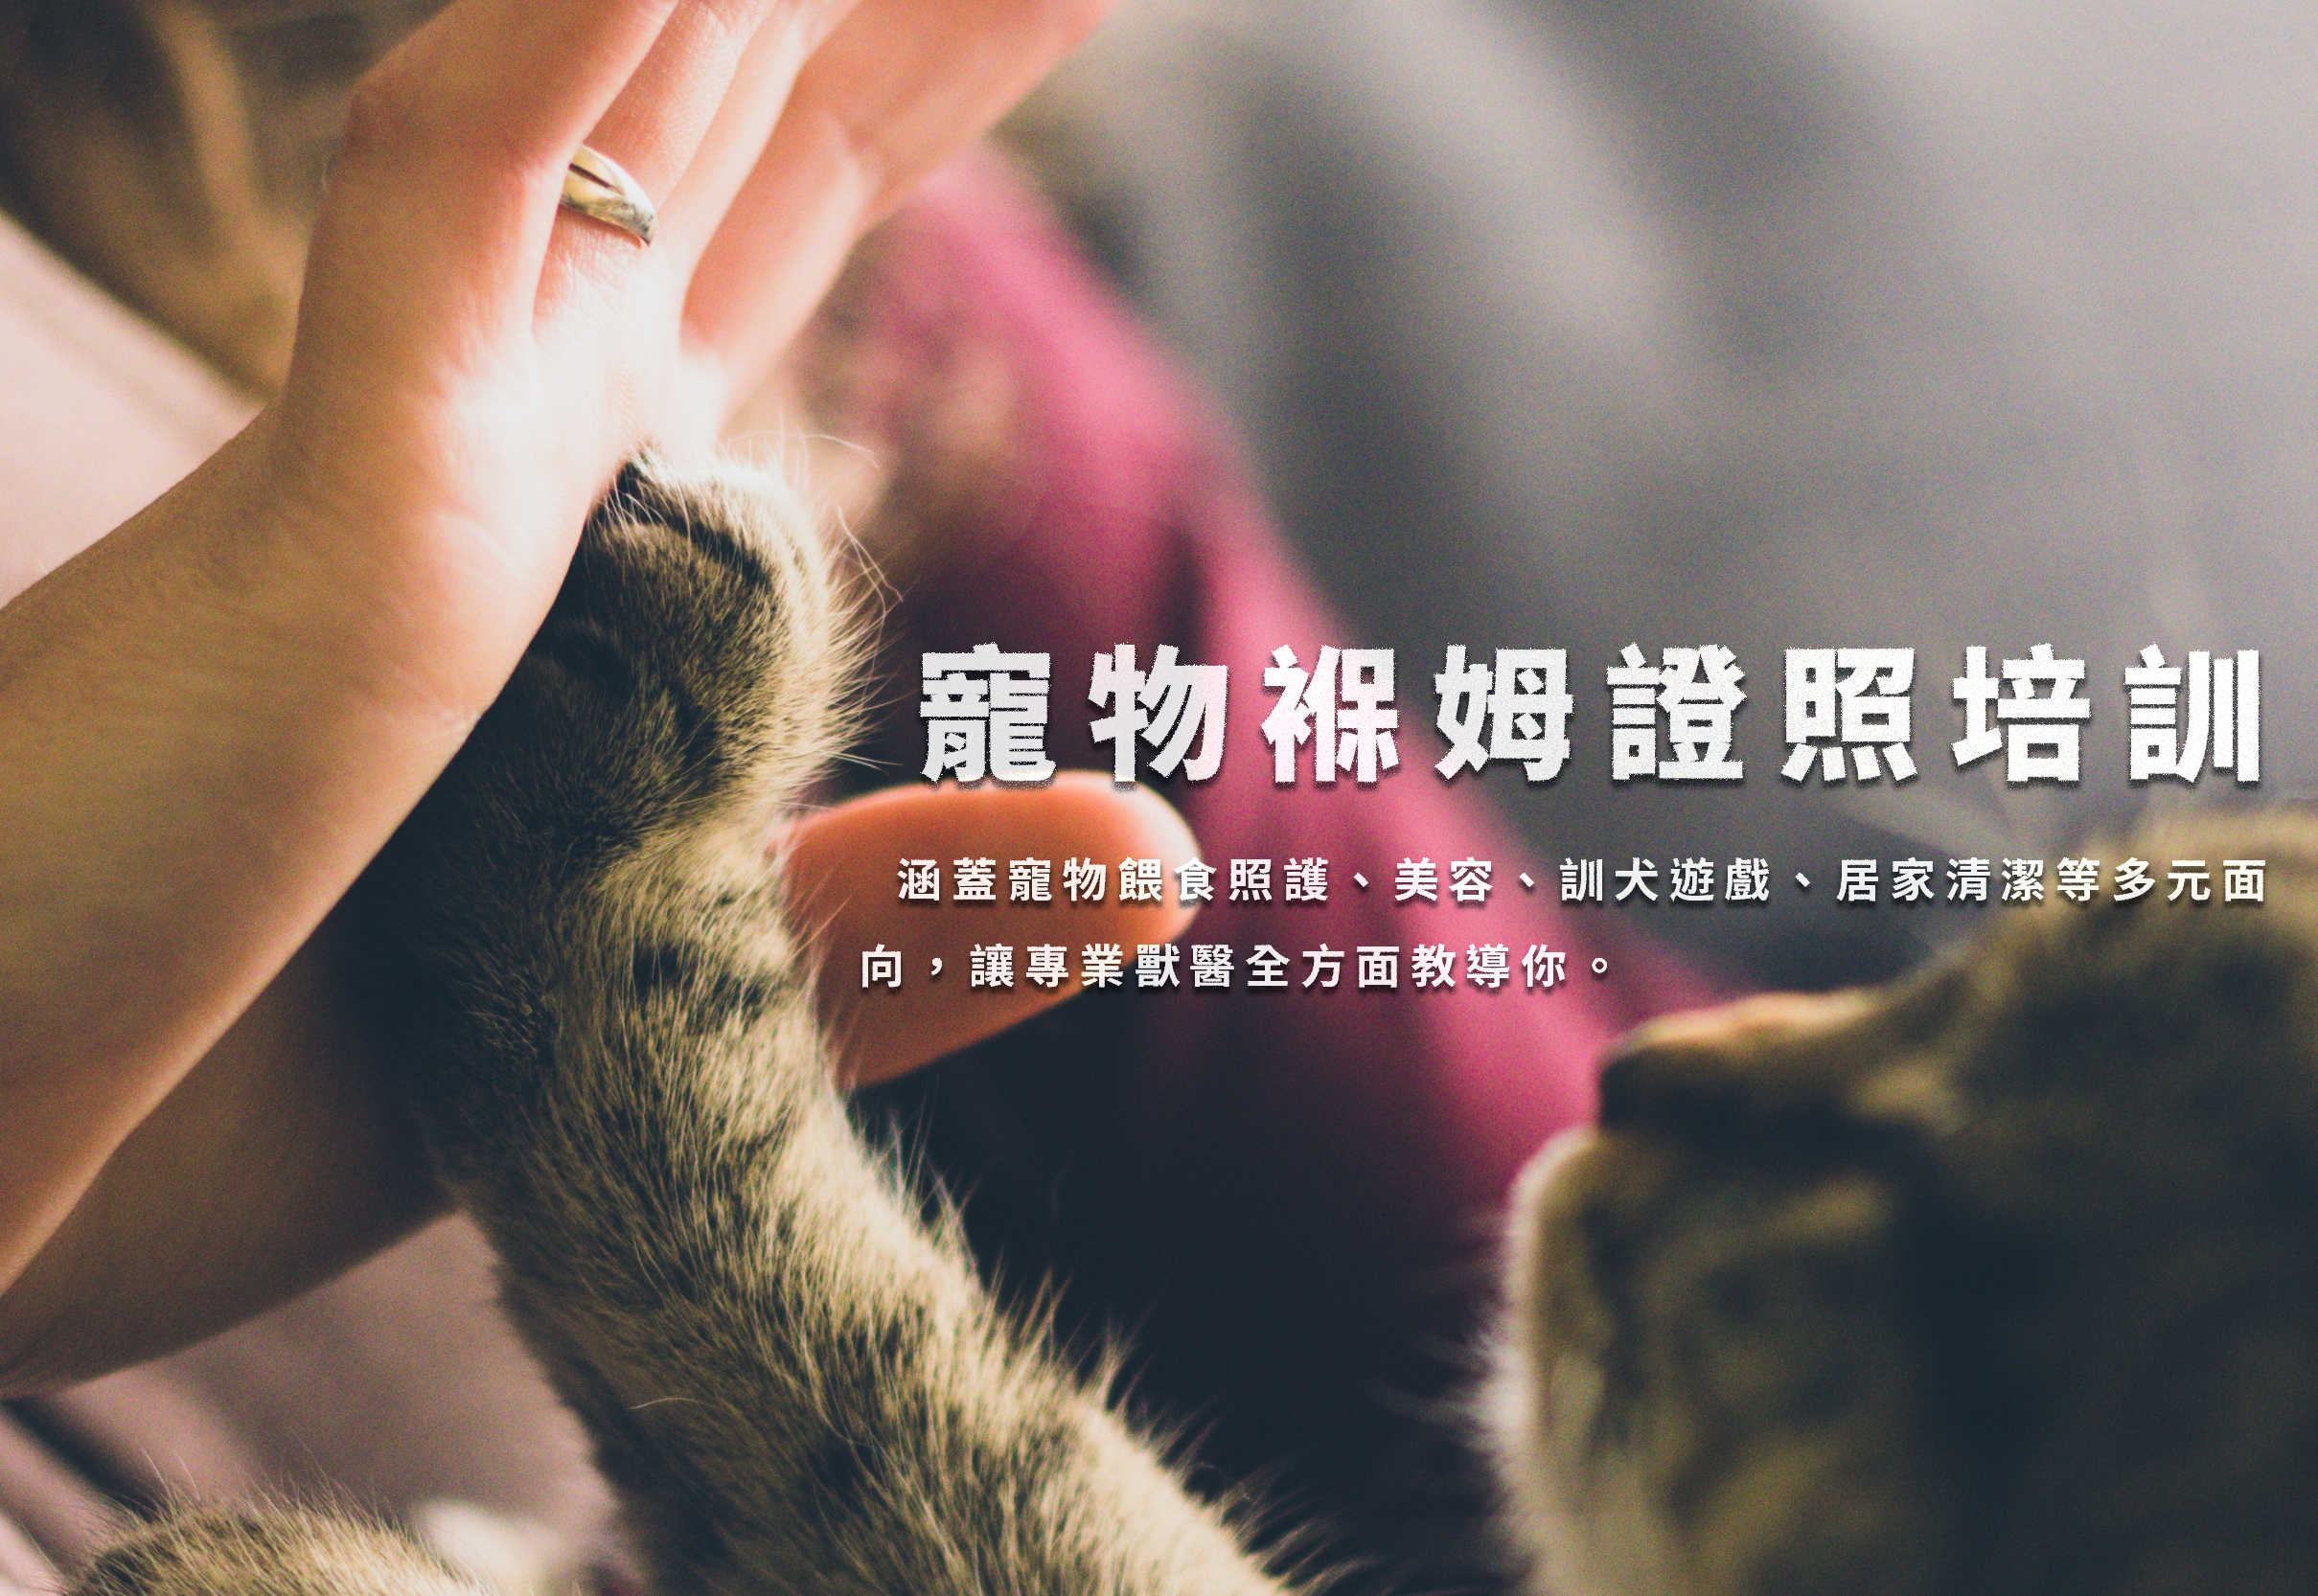 寵物褓姆證照培訓
涵蓋寵物餵食照護、美容、訓犬遊戲、居家清潔等多元面
向，讓專業獸醫全方面教導你。